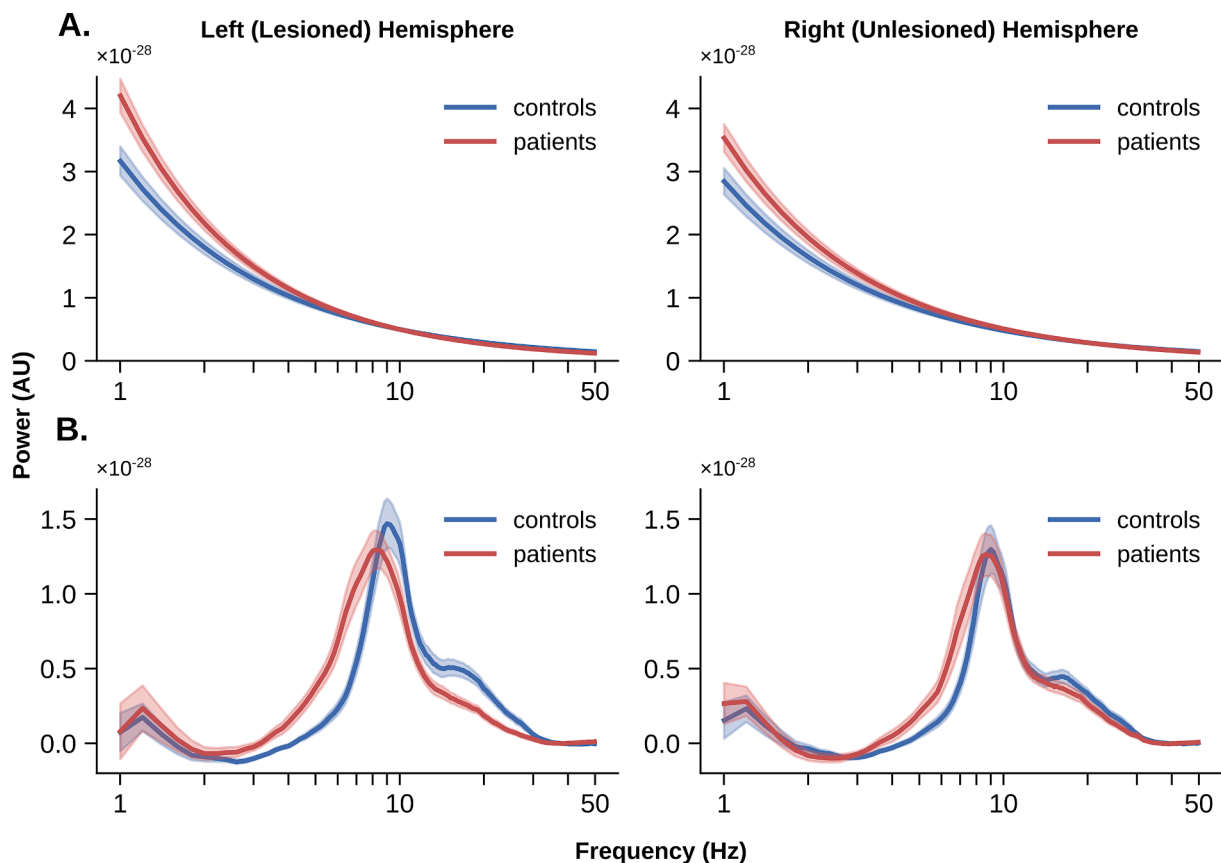 A.
Left (Lesioned) Hemisphere
Right (Unlesioned) Hemisphere
×10-28
controls
patients
4
3
2
1
0
1
10
50
×10-28
controls
patients
4
3
2
1
0
1
10
50
Power (AU)
B.
×10-28
controls
patients
1.5
1.0
0.5
0.0
1
10
50
×10-28
controls
patients
1.5
1.0
0.5
0.0
1
10
50
Frequency (Hz)